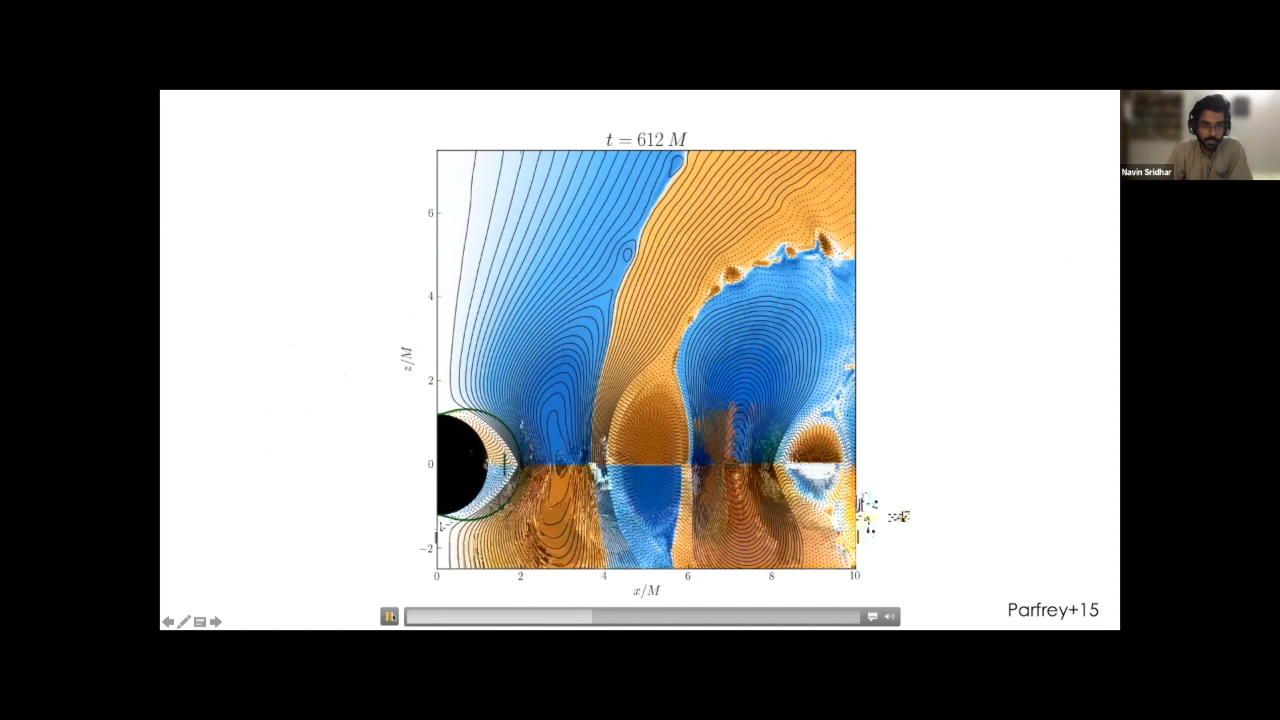 t = 612 M
Navin Sridhar
6
4
z/M
2
0
−2
0 2 4 6 8 10
x/M
Parfrey+15